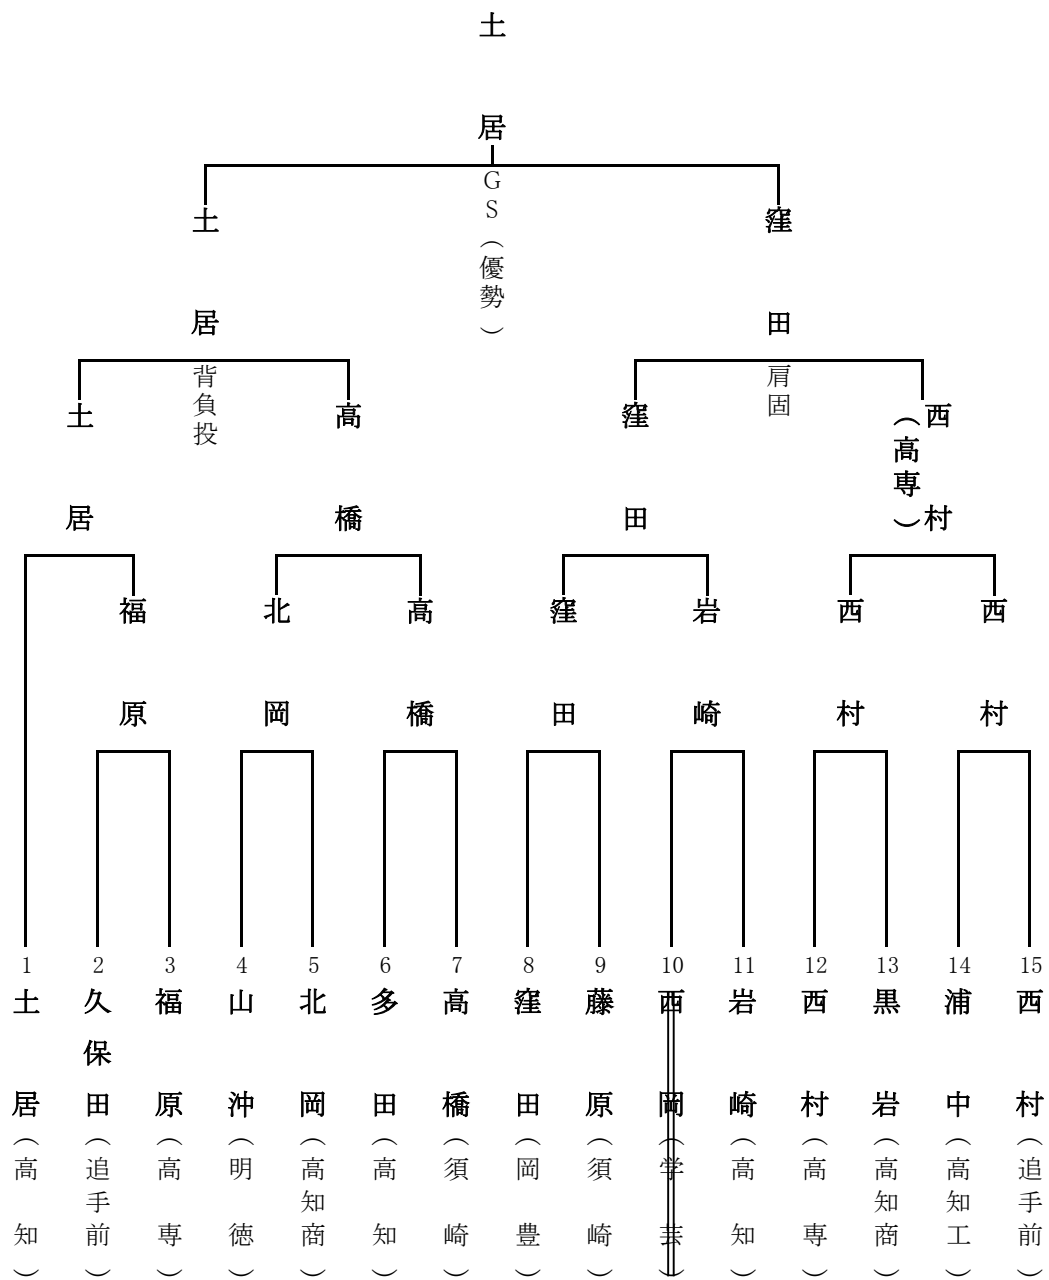 土居
GS（優勢）
土居
窪田
背負投
肩固
土居
高橋
窪田
西村（高専）
福原
北岡
高橋
窪田
岩崎
西村
西村
1 土居（高知）
2 久保田（追手前）
3 福原（高専）
4 山沖（明徳）
5 北岡（高知商）
6 多田（高知）
7 高橋（須崎）
8 窪田（岡豊）
9 藤原（須崎）
10 西岡（学芸）
11 岩崎（高知）
12 西村（高専）
13 黒岩（高知商）
14 浦中（高知工）
15 西村（追手前）